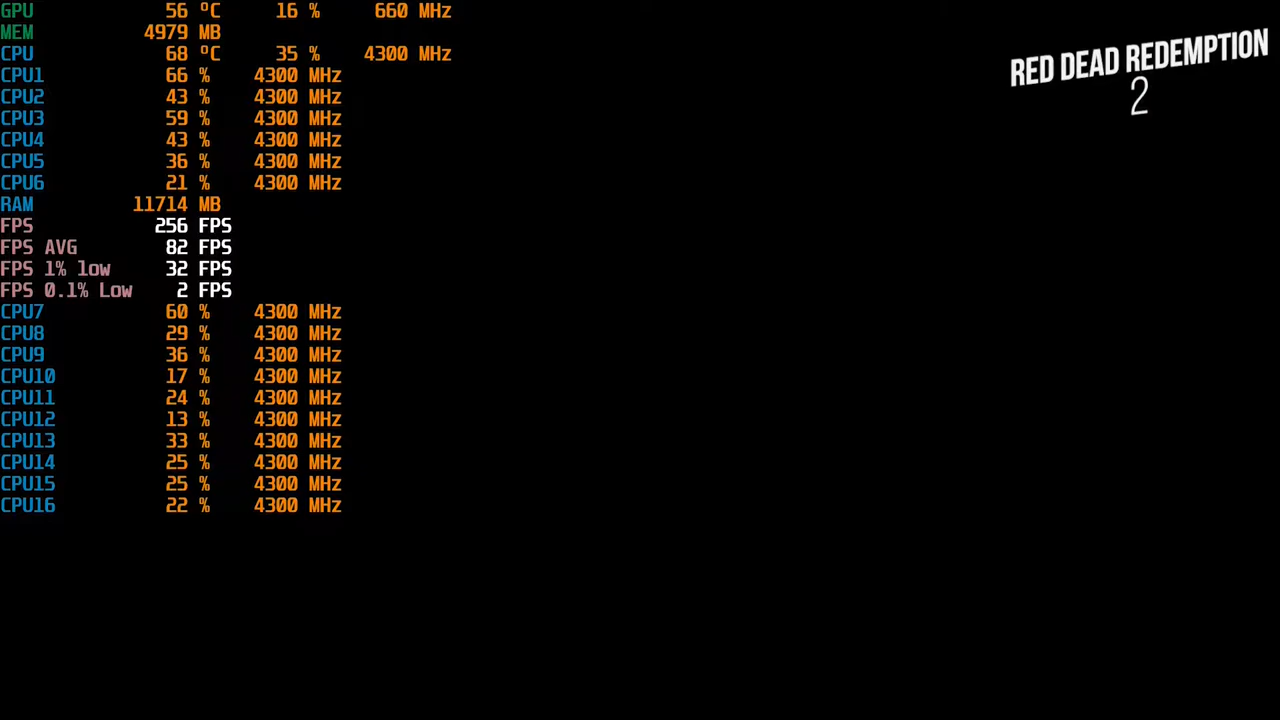 GPU 56 ºC 16 % 660 MHz
MEM 4979 MB
CPU 68 ºC 35 % 4300 MHz
CPU1 66 % 4300 MHz
CPU2 43 % 4300 MHz
CPU3 59 % 4300 MHz
CPU4 43 % 4300 MHz
CPU5 36 % 4300 MHz
CPU6 21 % 4300 MHz
RAM 11714 MB
FPS 256 FPS
FPS AVG 82 FPS
FPS 1% low 32 FPS
FPS 0.1% Low 2 FPS
CPU7 60 % 4300 MHz
CPU8 29 % 4300 MHz
CPU9 36 % 4300 MHz
CPU10 17 % 4300 MHz
CPU11 24 % 4300 MHz
CPU12 13 % 4300 MHz
CPU13 33 % 4300 MHz
CPU14 25 % 4300 MHz
CPU15 25 % 4300 MHz
CPU16 22 % 4300 MHz
RED DEAD REDEMPTION
2